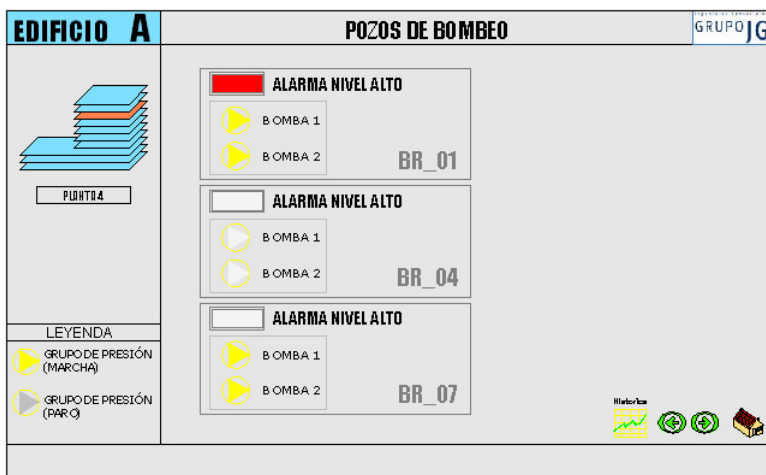 EDIFICIO A
POZOS DE BOMBEO
GRUPO JG
PLANTA 4
ALARMA NIVEL ALTO
BOMBA 1
BOMBA 2
BR_01
ALARMA NIVEL ALTO
BOMBA 1
BOMBA 2
BR_04
ALARMA NIVEL ALTO
BOMBA 1
BOMBA 2
BR_07
LEYENDA
GRUPO DE PRESIÓN
(MARCHA)
GRUPO DE PRESIÓN
(PARO)
Historico